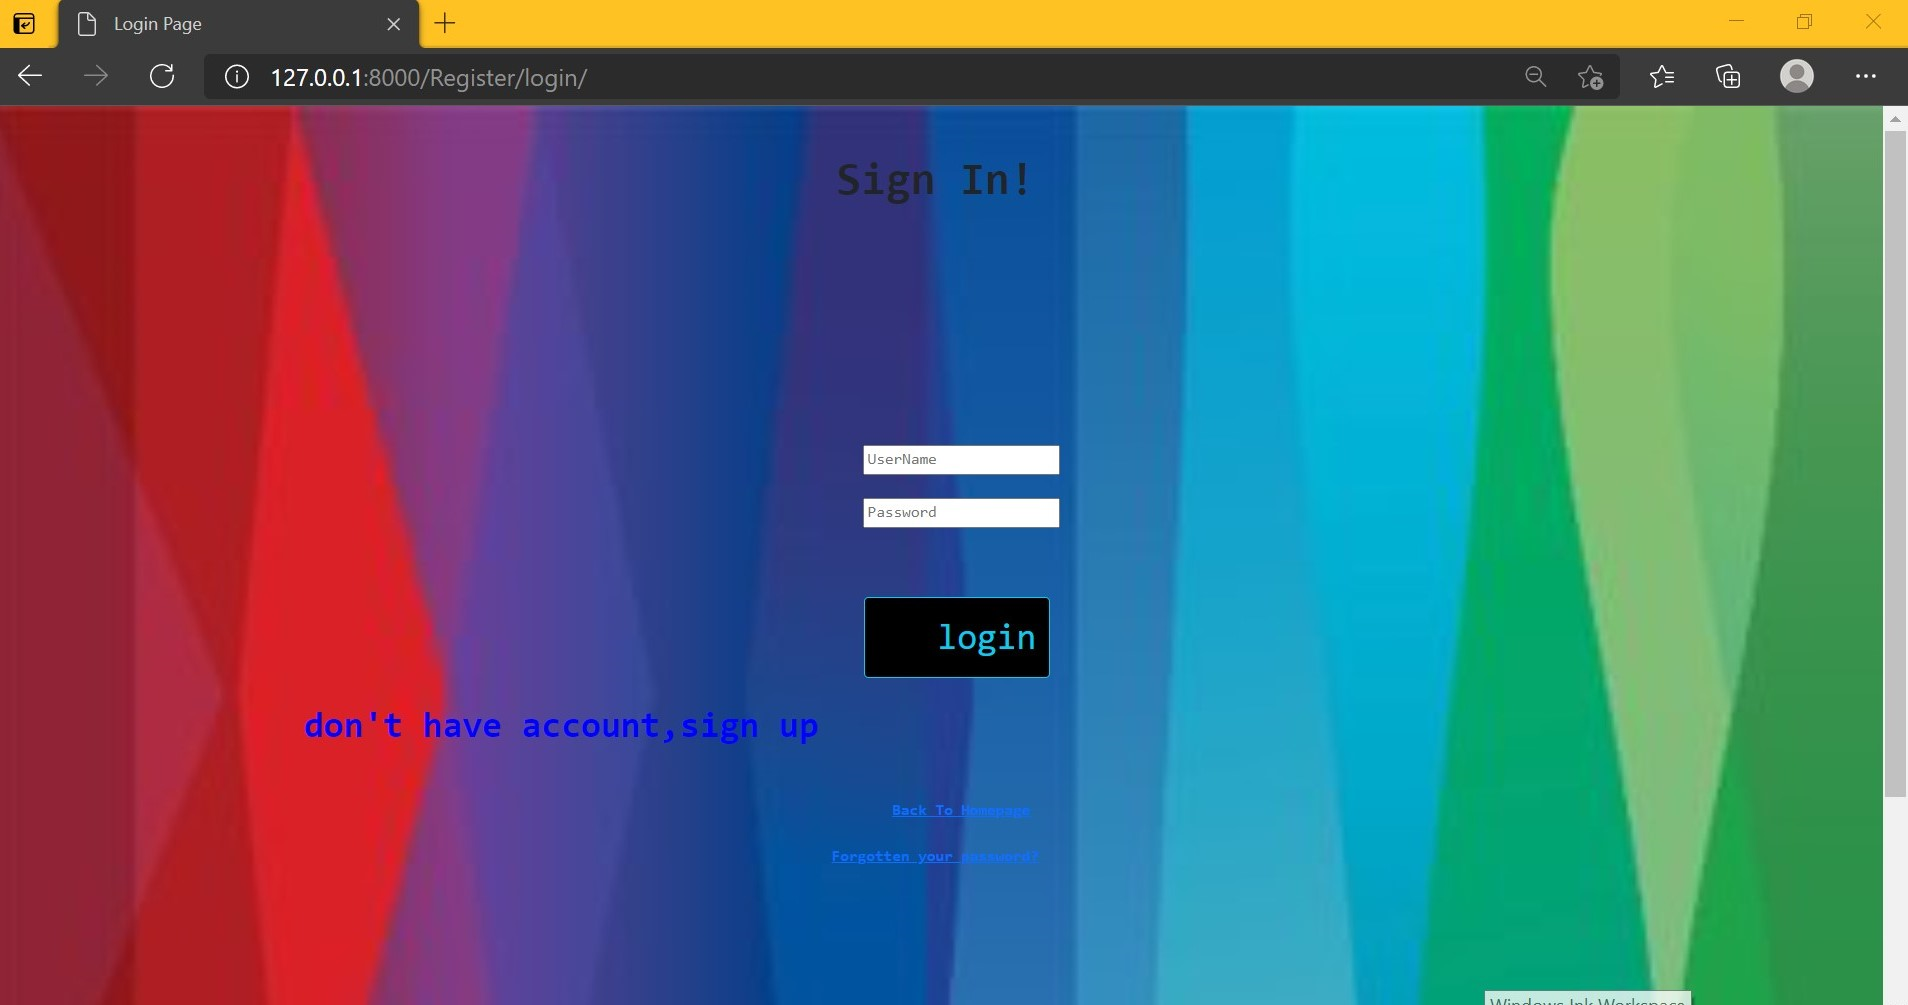 Login Page
127.0.0.1:8000/Register/login/
Sign In!
UserName
Password
login
don't have account,sign up
Back To Homepage
Forgotten your password?
Windows Ink Workspace